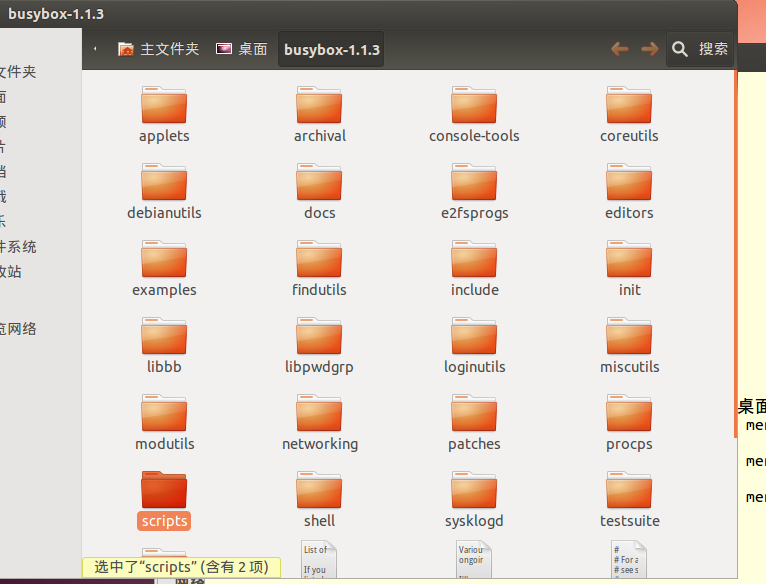 busybox-1.1.3
主文件夹 桌面 busybox-1.1.3 搜索
文件夹
面
片
乐
件系统
收站
览网络
applets archival console-tools coreutils
debianutils docs e2fsprogs editors
examples findutils include init
libbb libpwdgrp loginutils miscutils
modutils networking patches procps
scripts shell sysklogd testsuite
List of
If you
Variou
ongoir
#
# For a
# see s
选中了“scripts” (含有 2 项)
桌面
mer
mer
mer